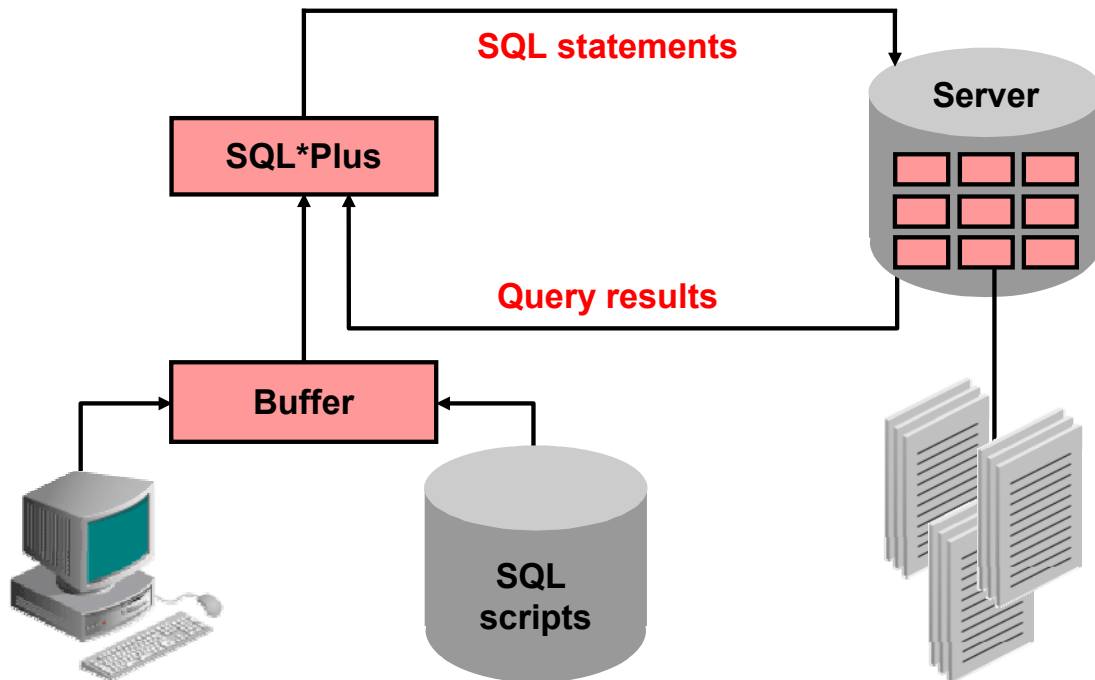 SQL statements
Server
SQL*Plus
Query results
Buffer
SQL
scripts